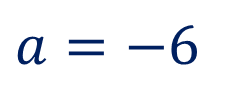 a = −6